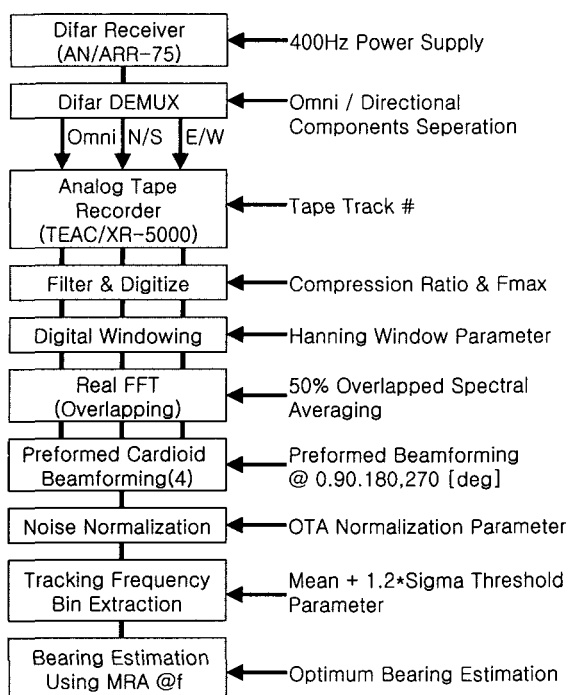 Difar Receiver
(AN/ARR-75)
400Hz Power Supply
Difar DEMUX
Omni / Directional
Components Seperation
Omni N/S E/W
Analog Tape
Recorder
(TEAC/XR-5000)
Tape Track #
Filter & Digitize
Compression Ratio & Fmax
Digital Windowing
Hanning Window Parameter
Real FFT
(Overlapping)
50% Overlapped Spectral
Averaging
Preformed Cardioid
Beamforming(4)
Preformed Beamforming
@ 0.90.180,270 [deg]
Noise Normalization
OTA Normalization Parameter
Tracking Frequency
Bin Extraction
Mean + 1.2*Sigma Threshold
Parameter
Bearing Estimation
Using MRA @f
Optimum Bearing Estimation